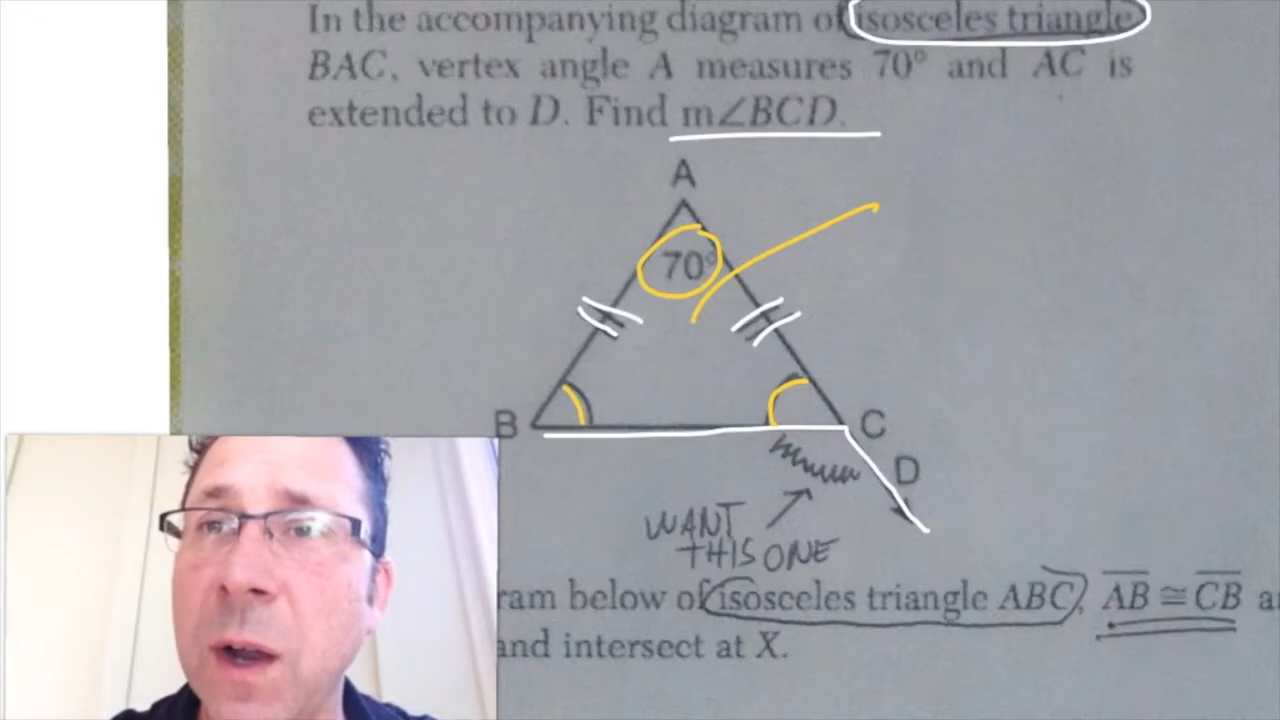 In the accompanying diagram of isosceles triangle
BAC, vertex angle A measures 70° and AC is
extended to D. Find m∠BCD.
A
70°
B
C
D
WANT
THIS ONE
ram below of isosceles triangle ABC, AB ≅ CB
and intersect at X.